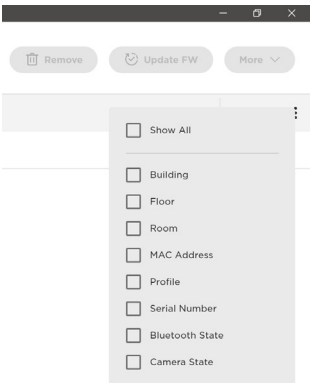 Remove
Update FW
More
Show All
Building
Floor
Room
MAC Address
Profile
Serial Number
Bluetooth State
Camera State